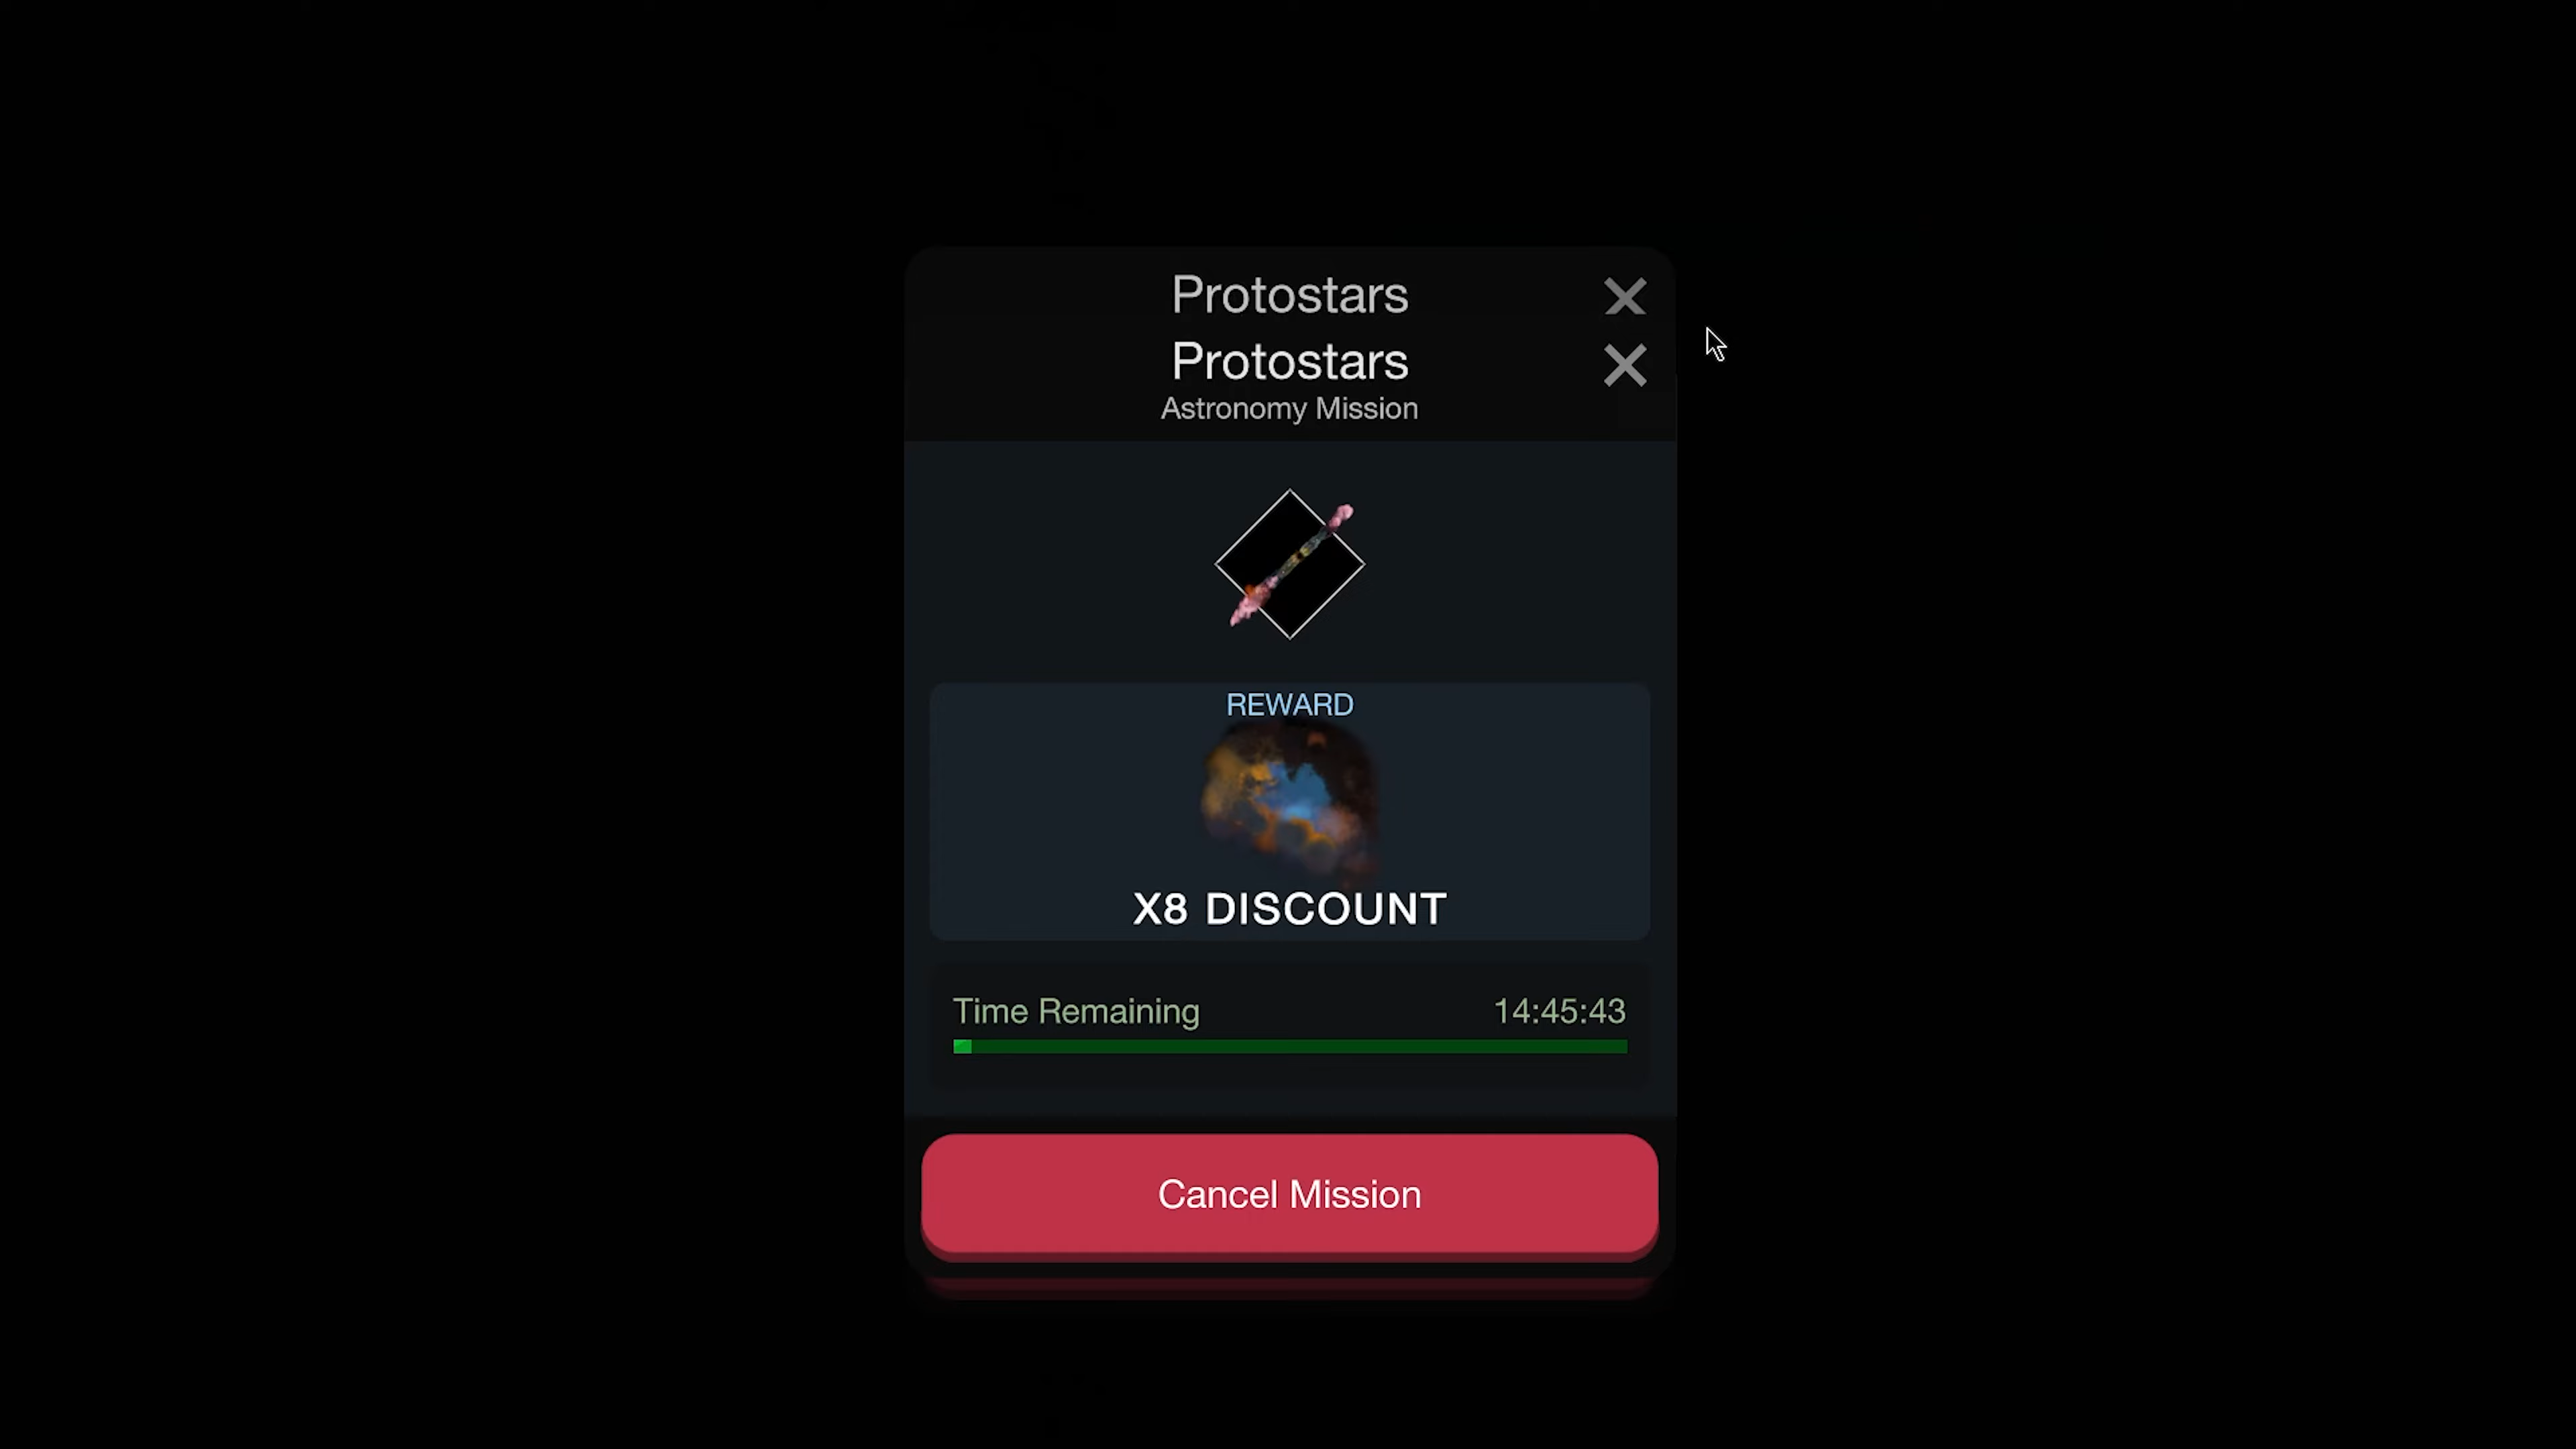 Protostars
Protostars
Astronomy Mission
REWARD
X8 DISCOUNT
Time Remaining 14:45:43
Cancel Mission